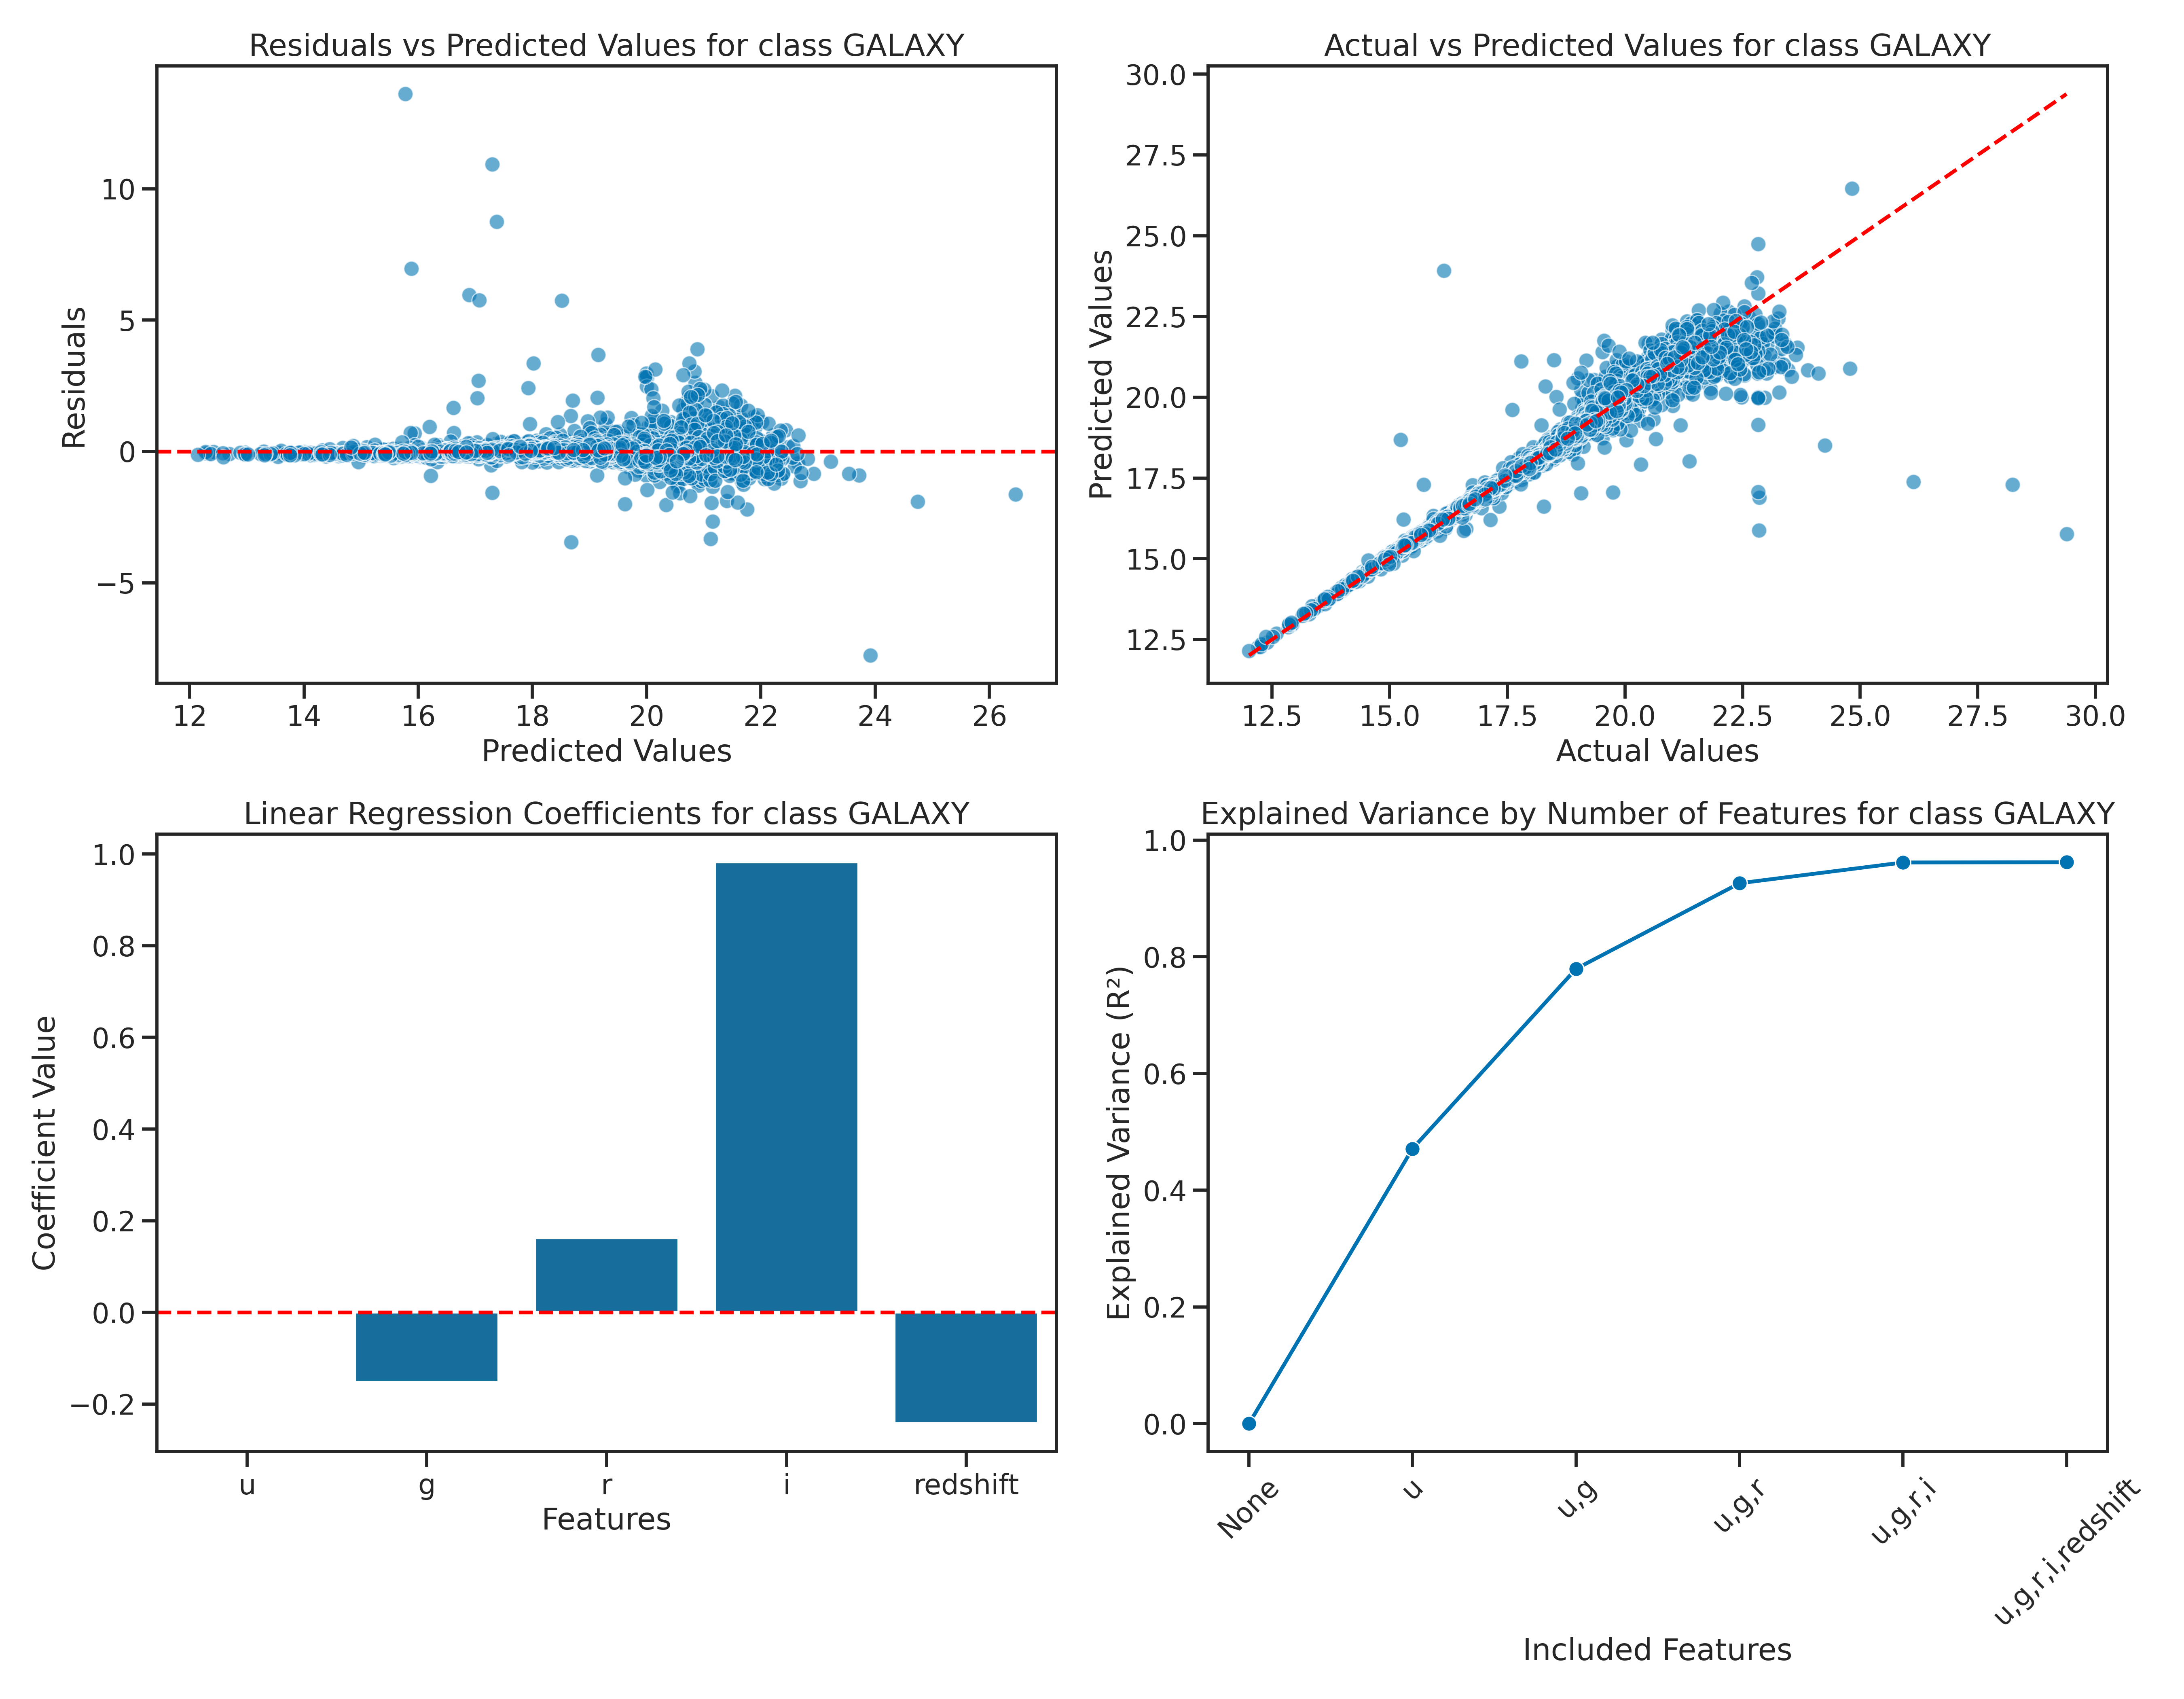 Residuals vs Predicted Values for class GALAXY
Residuals
10
5
0
−5
12 14 16 18 20 22 24 26
Predicted Values
Actual vs Predicted Values for class GALAXY
Predicted Values
30.0
27.5
25.0
22.5
20.0
17.5
15.0
12.5
12.5 15.0 17.5 20.0 22.5 25.0 27.5 30.0
Actual Values
Linear Regression Coefficients for class GALAXY
Coefficient Value
1.0
0.8
0.6
0.4
0.2
0.0
−0.2
u g r i redshift
Features
Explained Variance by Number of Features for class GALAXY
Explained Variance (R²)
1.0
0.8
0.6
0.4
0.2
0.0
None
u
u,g
u,g,r
u,g,r,i
u,g,r,i,redshift
Included Features